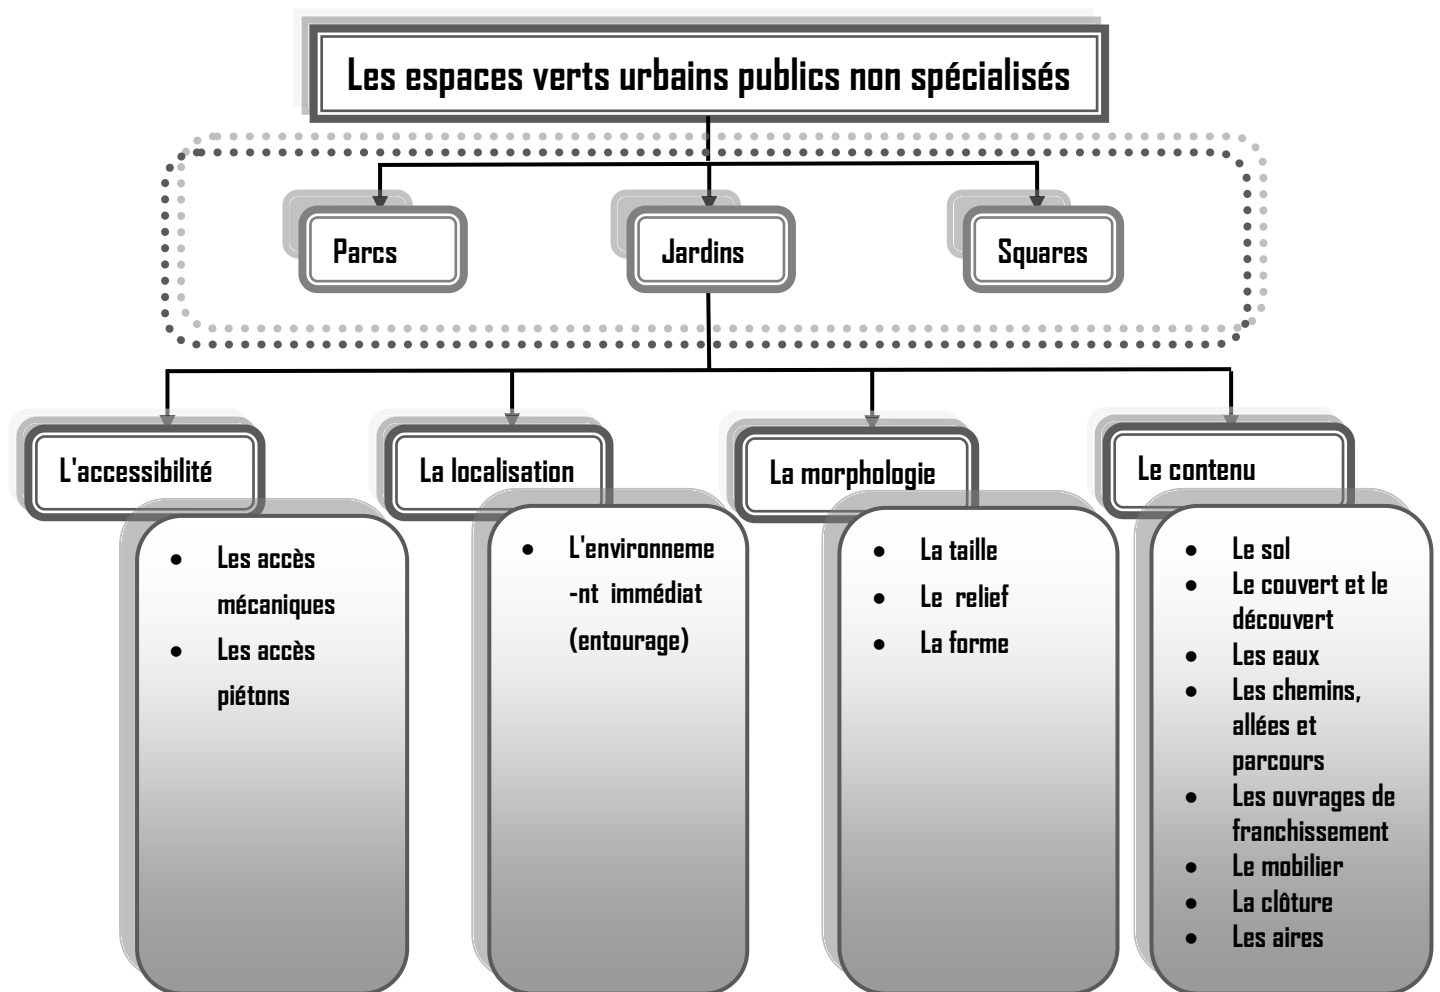 Les espaces verts urbains publics non spécialisés
Parcs
Jardins
Squares
L'accessibilité
• Les accès
mécaniques
• Les accès
piétons
La localisation
• L'environneme
-nt immédiat
(entourage)
La morphologie
• La taille
• Le relief
• La forme
Le contenu
• Le sol
• Le couvert et le
découvert
• Les eaux
• Les chemins,
allées et
parcours
• Les ouvrages de
franchissement
• Le mobilier
• La clôture
• Les aires